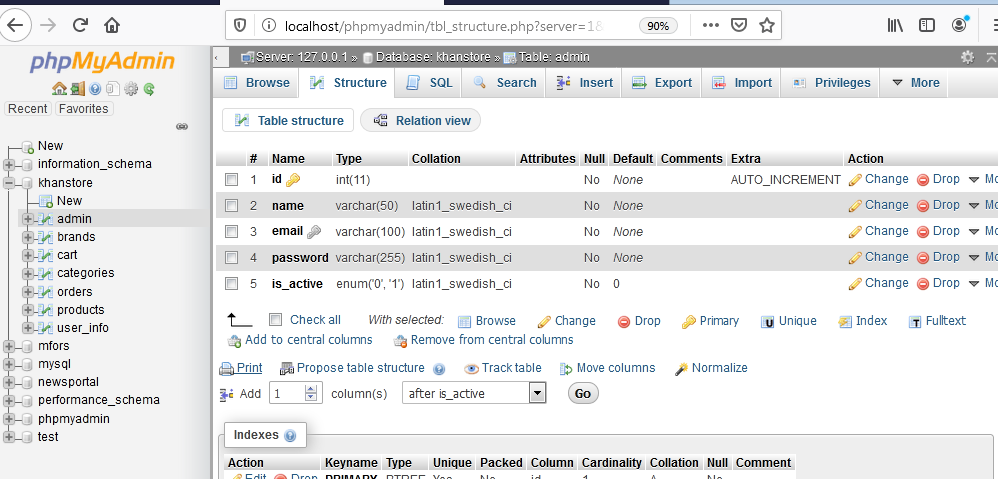 localhost/phpmyadmin/tbl_structure.php?server=1& 90%
phpMyAdmin
Recent Favorites
New
information_schema
khanstore
New
admin
brands
cart
categories
orders
products
user_info
mfors
mysql
newsportal
performance_schema
phpmyadmin
test
Server: 127.0.0.1 » Database: khanstore » Table: admin
Browse Structure SQL Search Insert Export Import Privileges More
Table structure Relation view
# Name Type Collation Attributes Null Default Comments Extra Action
1 id int(11) No None AUTO_INCREMENT Change Drop Mo
2 name varchar(50) latin1_swedish_ci No None Change Drop Mo
3 email varchar(100) latin1_swedish_ci No None Change Drop Mo
4 password varchar(255) latin1_swedish_ci No None Change Drop Mo
5 is_active enum('0', '1') latin1_swedish_ci No 0 Change Drop Mo
Check all With selected: Browse Change Drop Primary Unique Index Fulltext
Add to central columns Remove from central columns
Print Propose table structure Track table Move columns Normalize
Add 1 column(s) after is_active Go
Indexes
Action Keyname Type Unique Packed Column Cardinality Collation Null Comment
Edit Drop PRIMARY BTREE Yes No id 1 A No